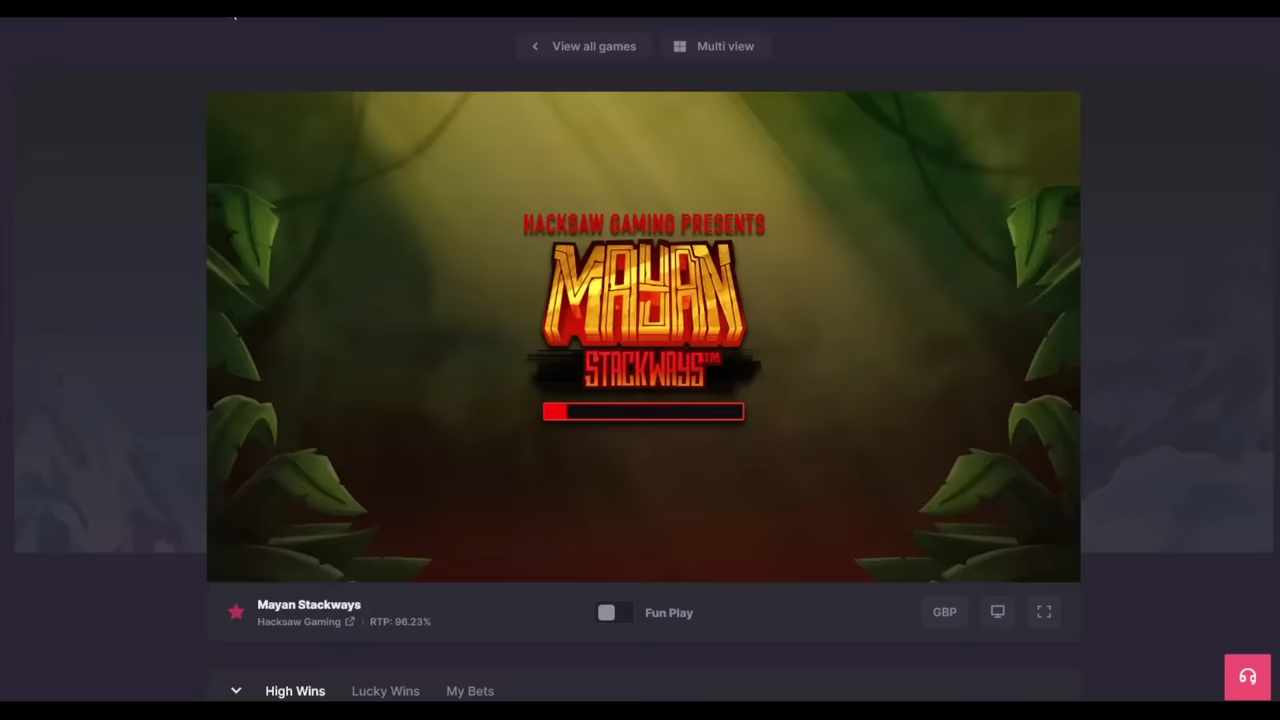 View all games
Multi view
HACKSAW GAMING PRESENTS
MAYAN
STACKWAYS™
Mayan Stackways
Hacksaw Gaming | RTP: 96.23%
Fun Play
GBP
High Wins
Lucky Wins
My Bets